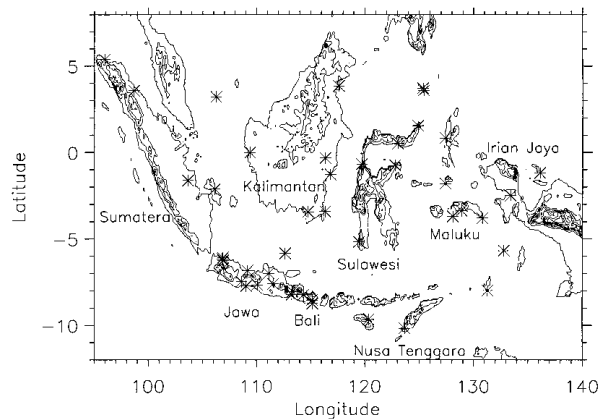 5
0
−5
−10
Latitude
Irian Jaya
Kalimantan
Sumatera
Maluku
Sulawesi
Jawa
Bali
Nusa Tenggara
100
110
120
130
140
Longitude